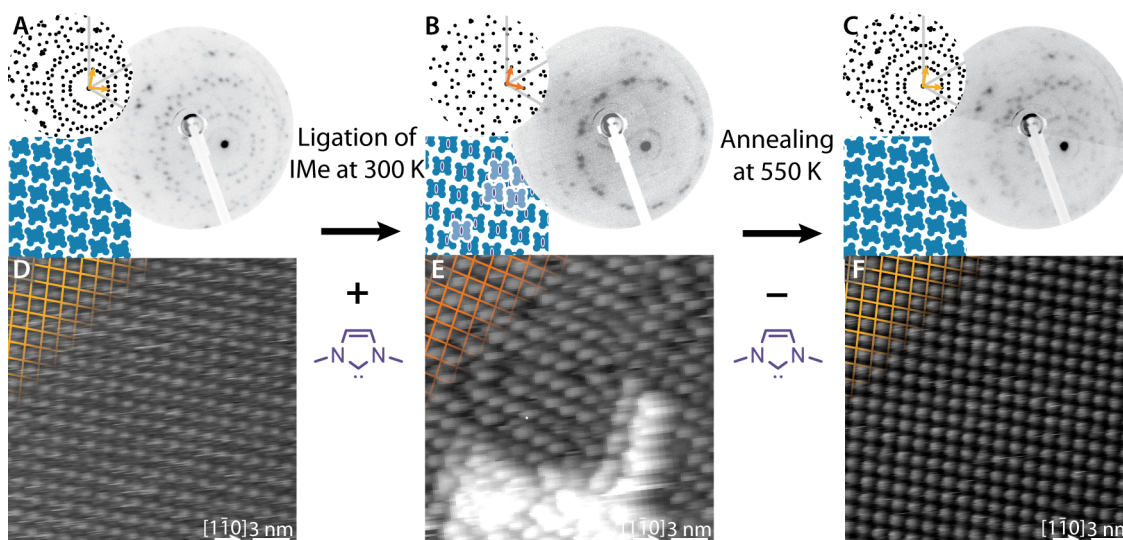 A
B
C
Ligation of
IMe at 300 K
Annealing
at 550 K
D
E
F
+
−
N
N
N
N
[11̅0] 3 nm
[11̅0] 3 nm
[11̅0] 3 nm